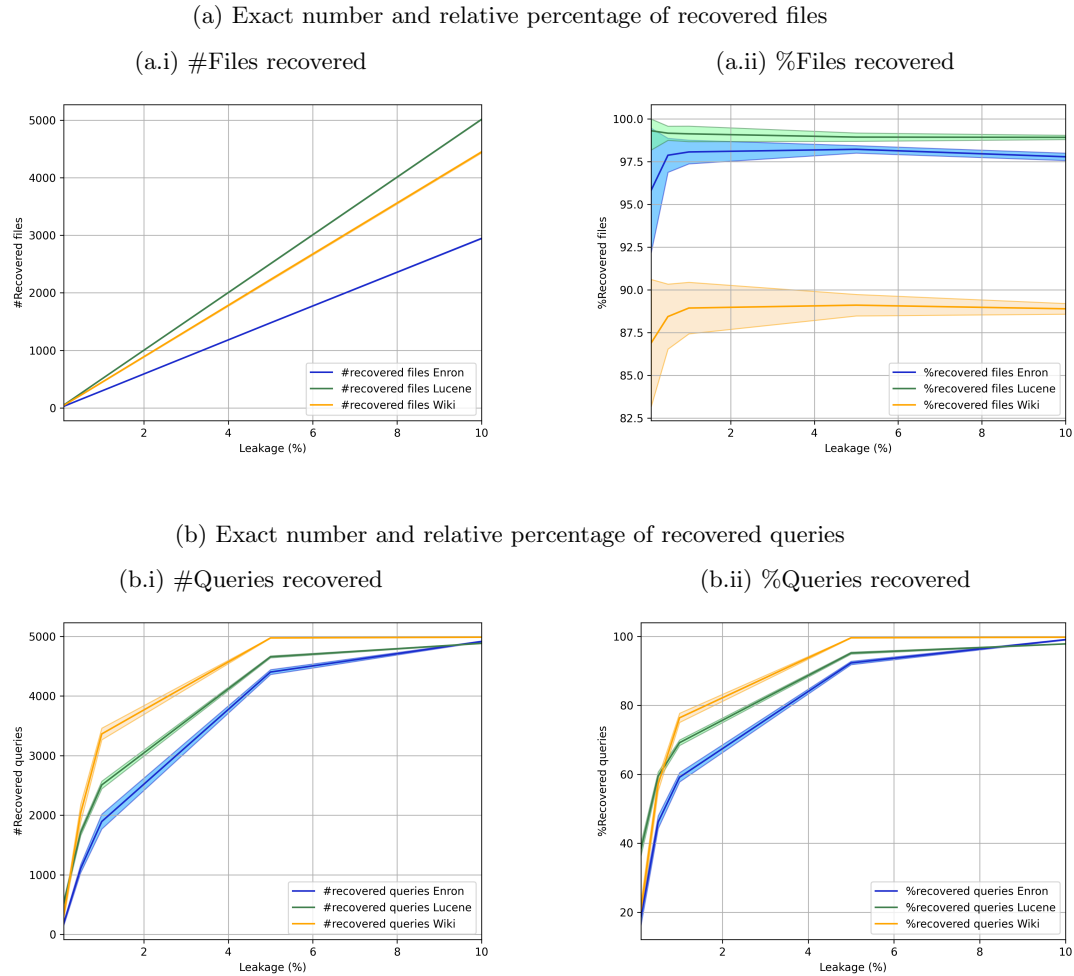 (a) Exact number and relative percentage of recovered files
(a.i) #Files recovered
5000
4000
3000
2000
1000
0
#Recovered files
2
4
6
8
10
Leakage (%)
#recovered files Enron
#recovered files Lucene
#recovered files Wiki
(a.ii) %Files recovered
100.0
97.5
95.0
92.5
90.0
87.5
85.0
82.5
%Recovered files
2
4
6
8
10
Leakage (%)
%recovered files Enron
%recovered files Lucene
%recovered files Wiki
(b) Exact number and relative percentage of recovered queries
(b.i) #Queries recovered
5000
4000
3000
2000
1000
0
#Recovered queries
2
4
6
8
10
Leakage (%)
#recovered queries Enron
#recovered queries Lucene
#recovered queries Wiki
(b.ii) %Queries recovered
100
80
60
40
20
%Recovered queries
2
4
6
8
10
Leakage (%)
%recovered queries Enron
%recovered queries Lucene
%recovered queries Wiki